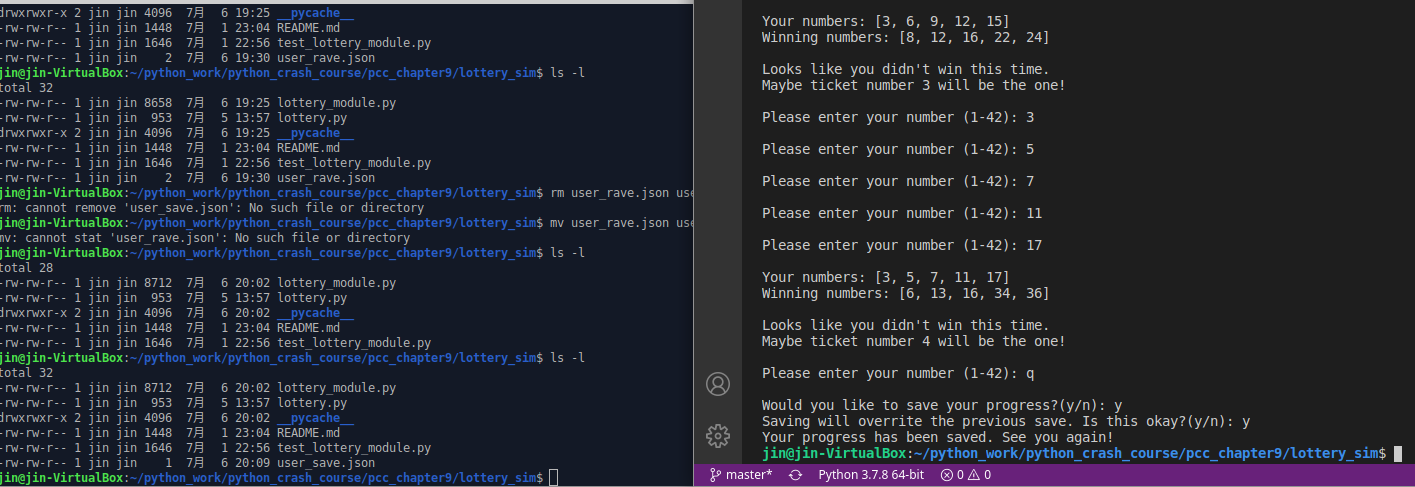 drwxrwxr-x 2 jin jin 4096  7月   6 19:25 __pycache__
-rw-rw-r-- 1 jin jin 1448  7月   1 23:04 README.md
-rw-rw-r-- 1 jin jin 1646  7月   1 22:56 test_lottery_module.py
-rw-rw-r-- 1 jin jin    2  7月   6 19:30 user_rave.json
jin@jin-VirtualBox:~/python_work/python_crash_course/pcc_chapter9/lottery_sim$ ls -l
total 32
-rw-rw-r-- 1 jin jin 8658  7月   6 19:25 lottery_module.py
-rw-rw-r-- 1 jin jin  953  7月   5 13:57 lottery.py
drwxrwxr-x 2 jin jin 4096  7月   6 19:25 __pycache__
-rw-rw-r-- 1 jin jin 1448  7月   1 23:04 README.md
-rw-rw-r-- 1 jin jin 1646  7月   1 22:56 test_lottery_module.py
-rw-rw-r-- 1 jin jin    2  7月   6 19:30 user_rave.json
jin@jin-VirtualBox:~/python_work/python_crash_course/pcc_chapter9/lottery_sim$ rm user_rave.json use
rm: cannot remove 'user_save.json': No such file or directory
jin@jin-VirtualBox:~/python_work/python_crash_course/pcc_chapter9/lottery_sim$ mv user_rave.json use
mv: cannot stat 'user_rave.json': No such file or directory
jin@jin-VirtualBox:~/python_work/python_crash_course/pcc_chapter9/lottery_sim$ ls -l
total 28
-rw-rw-r-- 1 jin jin 8712  7月   6 20:02 lottery_module.py
-rw-rw-r-- 1 jin jin  953  7月   5 13:57 lottery.py
drwxrwxr-x 2 jin jin 4096  7月   6 20:02 __pycache__
-rw-rw-r-- 1 jin jin 1448  7月   1 23:04 README.md
-rw-rw-r-- 1 jin jin 1646  7月   1 22:56 test_lottery_module.py
jin@jin-VirtualBox:~/python_work/python_crash_course/pcc_chapter9/lottery_sim$ ls -l
total 32
-rw-rw-r-- 1 jin jin 8712  7月   6 20:02 lottery_module.py
-rw-rw-r-- 1 jin jin  953  7月   5 13:57 lottery.py
drwxrwxr-x 2 jin jin 4096  7月   6 20:02 __pycache__
-rw-rw-r-- 1 jin jin 1448  7月   1 23:04 README.md
-rw-rw-r-- 1 jin jin 1646  7月   1 22:56 test_lottery_module.py
-rw-rw-r-- 1 jin jin    1  7月   6 20:09 user_save.json
jin@jin-VirtualBox:~/python_work/python_crash_course/pcc_chapter9/lottery_sim$
Your numbers: [3, 6, 9, 12, 15]
Winning numbers: [8, 12, 16, 22, 24]
Looks like you didn't win this time.
Maybe ticket number 3 will be the one!
Please enter your number (1-42): 3
Please enter your number (1-42): 5
Please enter your number (1-42): 7
Please enter your number (1-42): 11
Please enter your number (1-42): 17
Your numbers: [3, 5, 7, 11, 17]
Winning numbers: [6, 13, 16, 34, 36]
Looks like you didn't win this time.
Maybe ticket number 4 will be the one!
Please enter your number (1-42): q
Would you like to save your progress?(y/n): y
Saving will overrite the previous save. Is this okay?(y/n): y
Your progress has been saved. See you again!
jin@jin-VirtualBox:~/python_work/python_crash_course/pcc_chapter9/lottery_sim$
master* Python 3.7.8 64-bit 0 0